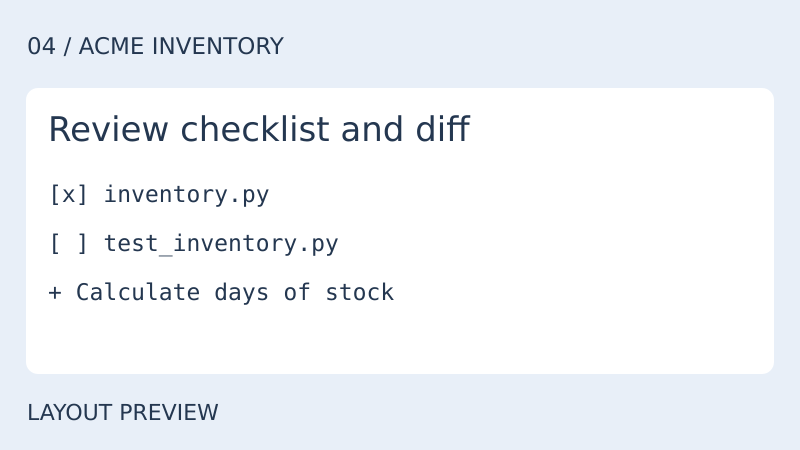 04 / ACME INVENTORY
Review checklist and diff
[x] inventory.py
[ ] test_inventory.py
+ Calculate days of stock
LAYOUT PREVIEW